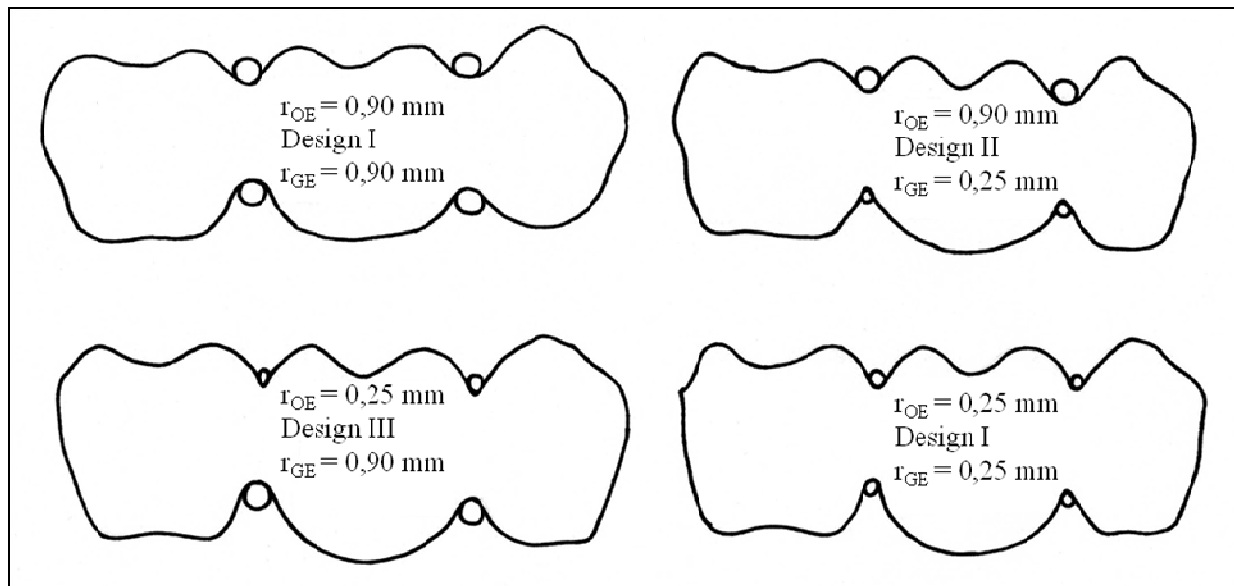 r_OE = 0,90 mm
Design I
r_GE = 0,90 mm
r_OE = 0,90 mm
Design II
r_GE = 0,25 mm
r_OE = 0,25 mm
Design III
r_GE = 0,90 mm
r_OE = 0,25 mm
Design I
r_GE = 0,25 mm